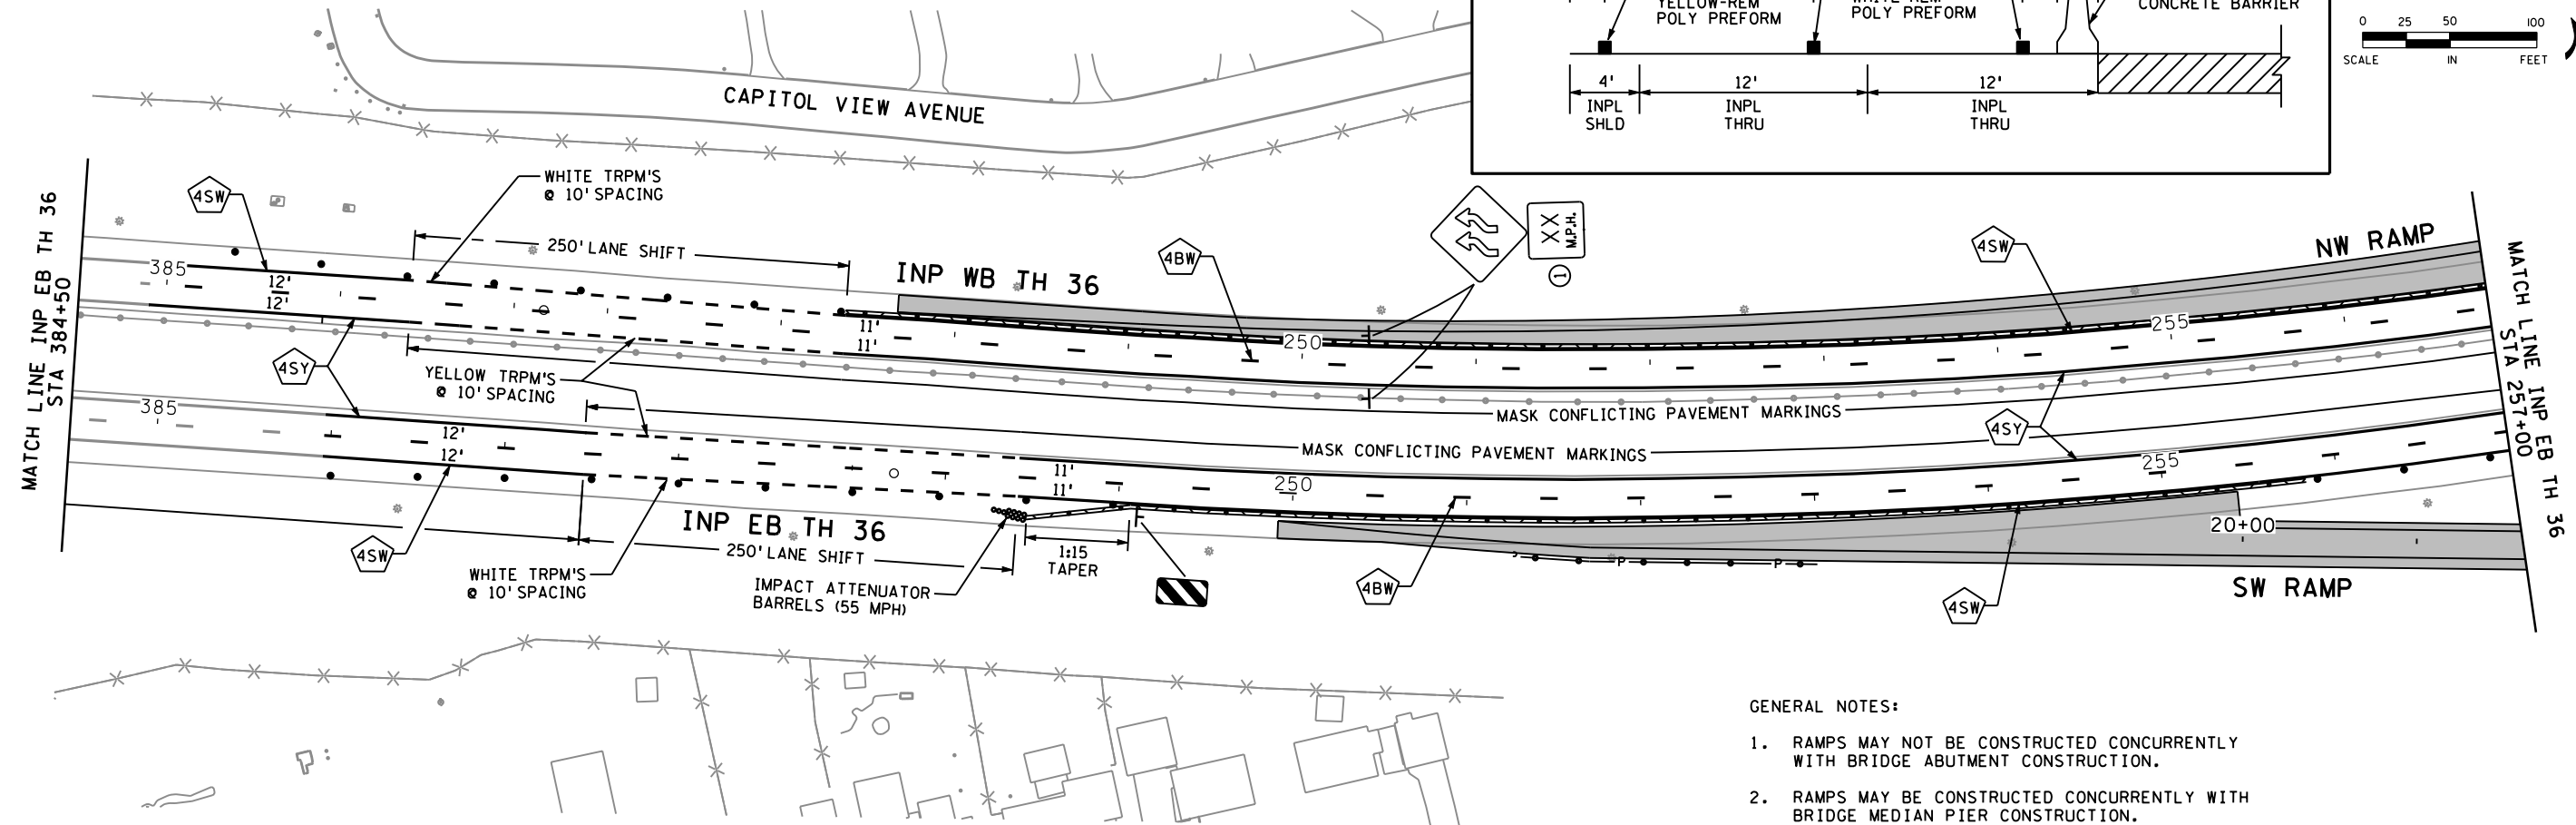 YELLOW-REM
POLY PREFORM
WHITE-REM
POLY PREFORM
CONCRETE BARRIER
0 25 50 100
SCALE IN FEET
4' 12' 12'
INPL
SHLD
INPL
THRU
INPL
THRU
CAPITOL VIEW AVENUE
MATCH LINE INP EB TH 36
STA 384+50
4SW
WHITE TRPM'S
@ 10' SPACING
250' LANE SHIFT
385
12'
12'
INP WB TH 36
4BW
XX
M.P.H.
1
4SW
NW RAMP
11'
11'
250
255
4SY
YELLOW TRPM'S
@ 10' SPACING
MASK CONFLICTING PAVEMENT MARKINGS
4SY
MATCH LINE INP EB TH 36
STA 257+00
385
12'
12'
MASK CONFLICTING PAVEMENT MARKINGS
11'
11'
250
255
4SW
WHITE TRPM'S
@ 10' SPACING
INP EB TH 36
250' LANE SHIFT
IMPACT ATTENUATOR
BARRELS (55 MPH)
1:15
TAPER
4BW
P P
4SW
20+00
SW RAMP
GENERAL NOTES:
1. RAMPS MAY NOT BE CONSTRUCTED CONCURRENTLY
WITH BRIDGE ABUTMENT CONSTRUCTION.
2. RAMPS MAY BE CONSTRUCTED CONCURRENTLY WITH
BRIDGE MEDIAN PIER CONSTRUCTION.